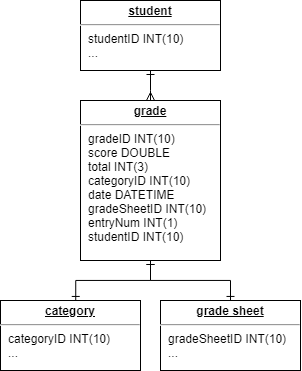 student
studentID INT(10)
...
grade
gradeID INT(10)
score DOUBLE
total INT(3)
categoryID INT(10)
date DATETIME
gradeSheetID INT(10)
entryNum INT(1)
studentID INT(10)
category
categoryID INT(10)
...
grade sheet
gradeSheetID INT(10)
...